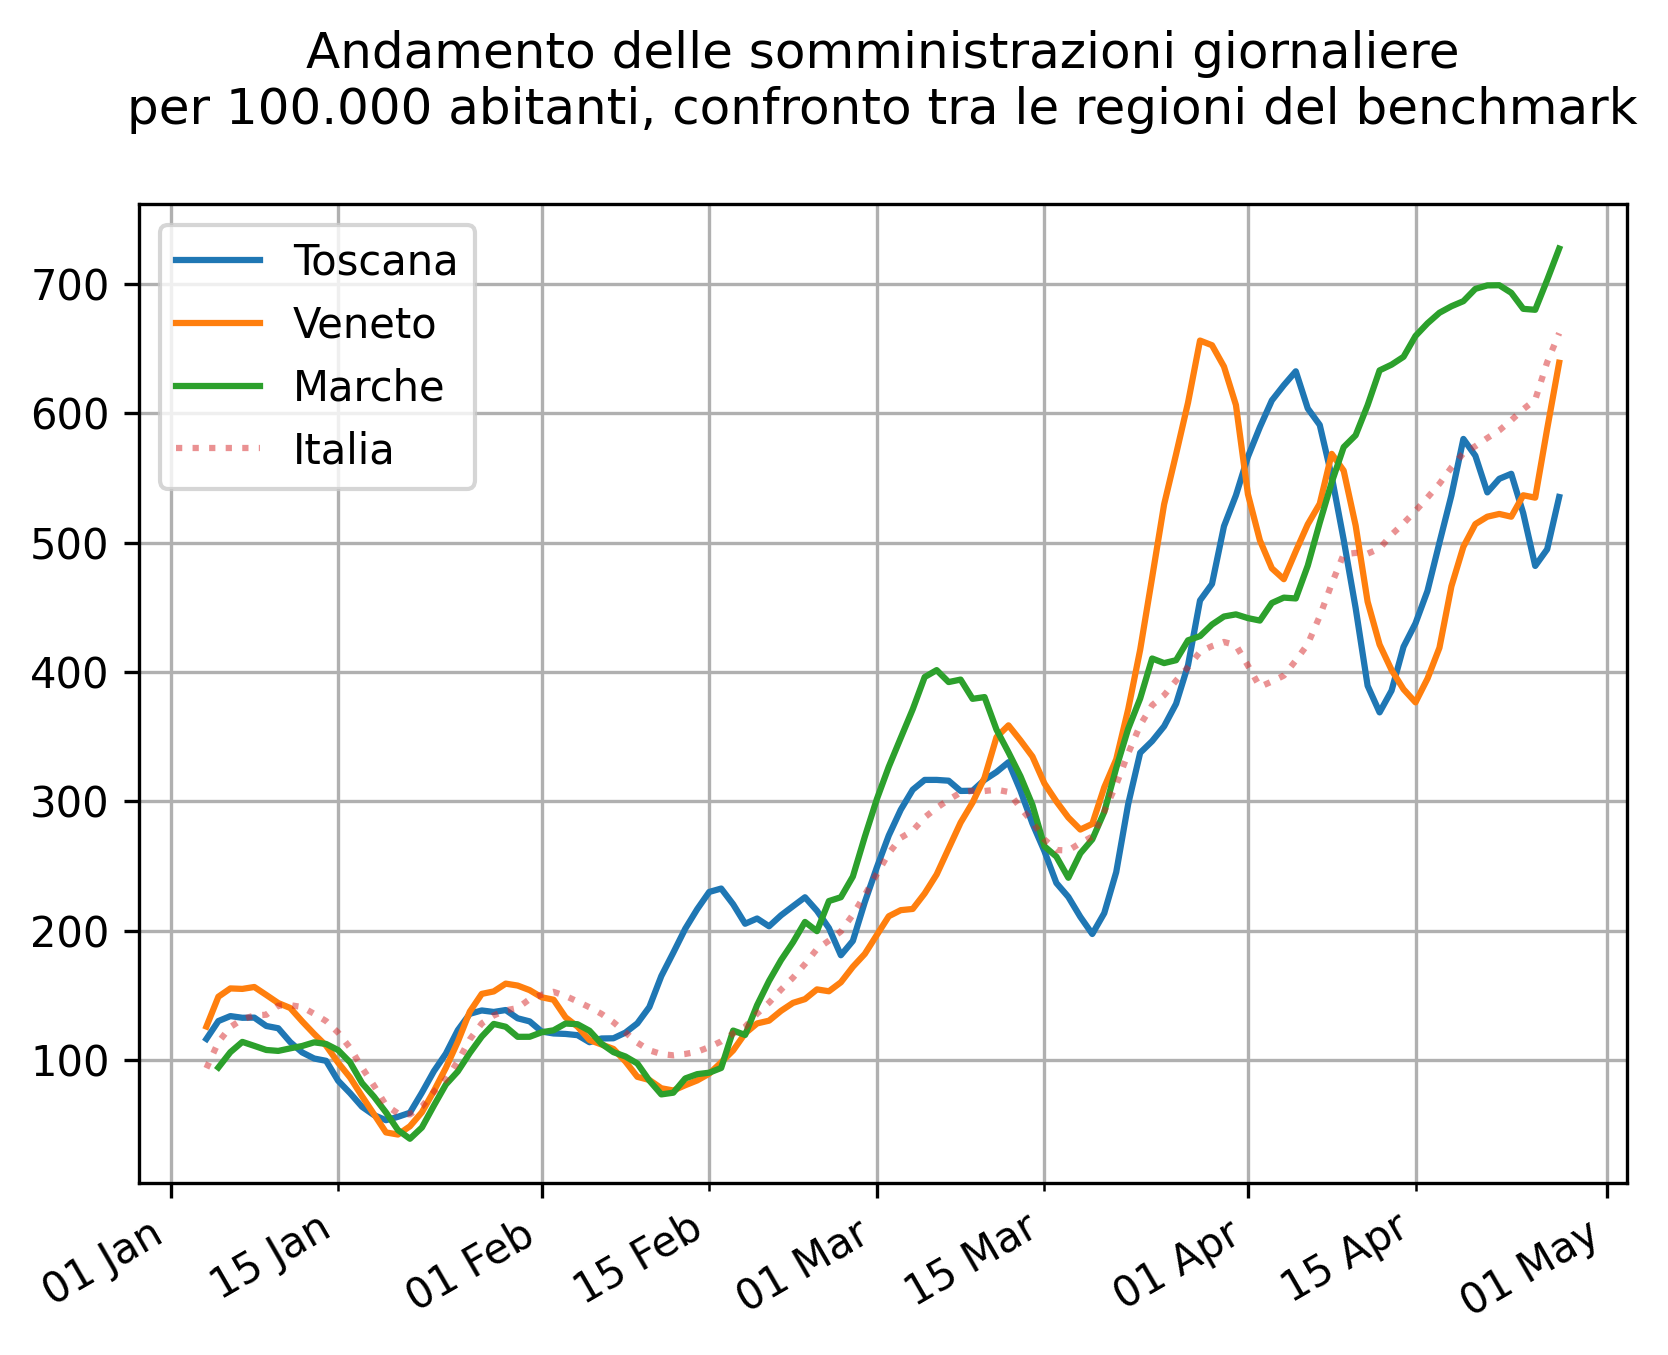 Andamento delle somministrazioni giornaliere
per 100.000 abitanti, confronto tra le regioni del benchmark
Toscana
Veneto
Marche
Italia
700
600
500
400
300
200
100
01 Jan
15 Jan
01 Feb
15 Feb
01 Mar
15 Mar
01 Apr
15 Apr
01 May